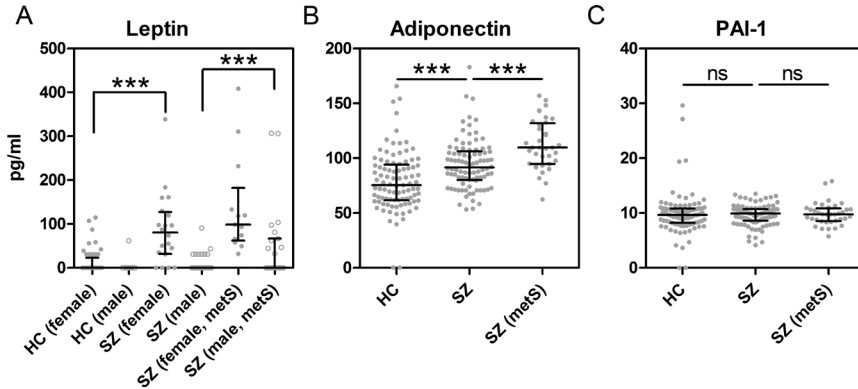 A
Leptin
500
400
300
200
100
0
pg/ml
***
***
HC (female)
HC (male)
SZ (female)
SZ (male)
SZ (female, metS)
SZ (male, metS)
B
Adiponectin
200
150
100
50
0
***
***
HC
SZ
SZ (metS)
C
PAI-1
40
30
20
10
0
ns
ns
HC
SZ
SZ (metS)